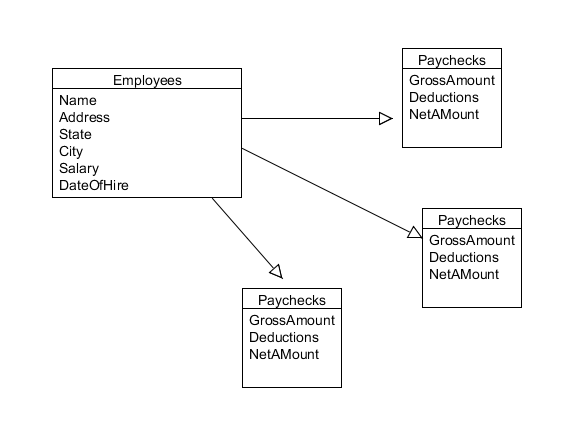 Employees
Name
Address
State
City
Salary
DateOfHire
Paychecks
GrossAmount
Deductions
NetAMount
Paychecks
GrossAmount
Deductions
NetAMount
Paychecks
GrossAmount
Deductions
NetAMount